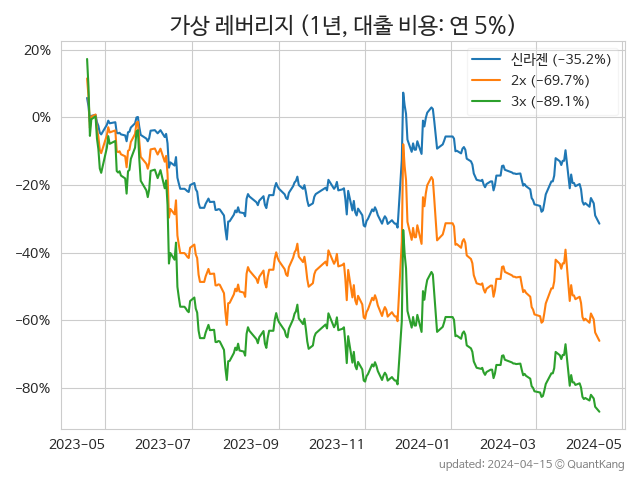 가상 레버리지 (1년, 대출 비용: 연 5%)
신라젠 (−35.2%)
2x (−69.7%)
3x (−89.1%)
20%
0%
−20%
−40%
−60%
−80%
2023-05 2023-07 2023-09 2023-11 2024-01 2024-03 2024-05
updated: 2024-04-15 © QuantKang